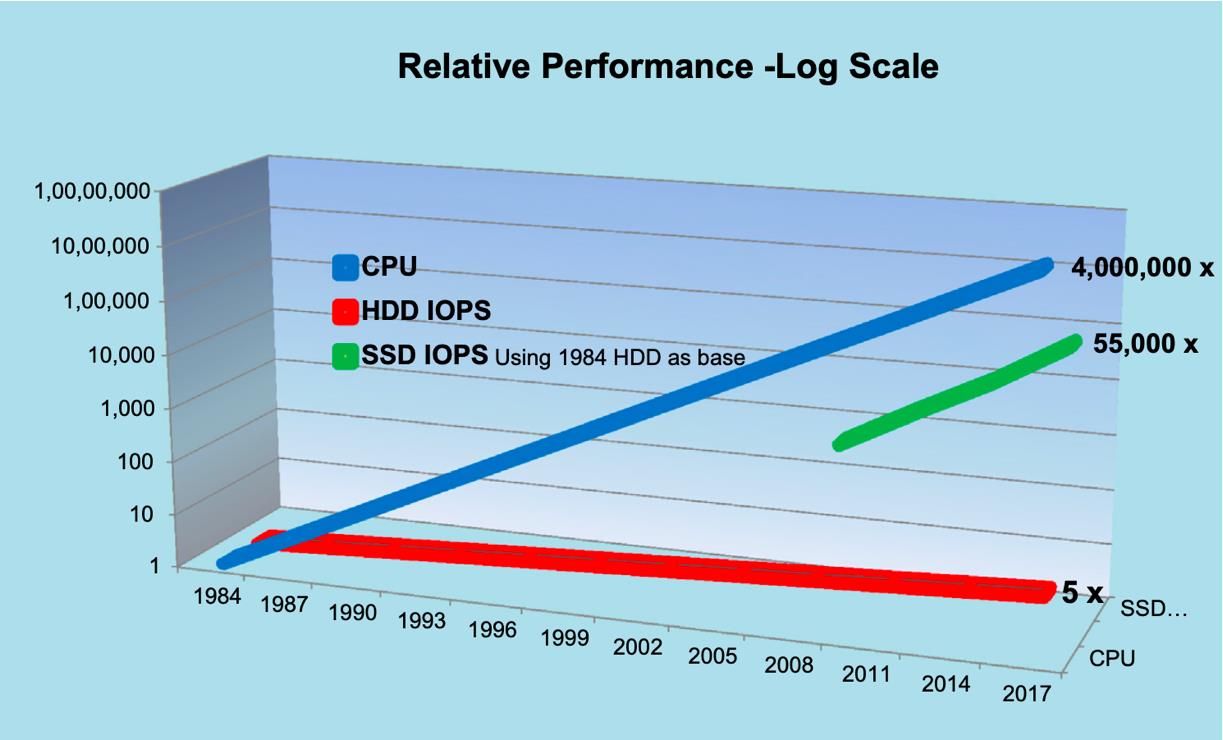 Relative Performance -Log Scale
1,00,00,000
10,00,000
1,00,000
10,000
1,000
100
10
1
CPU
HDD IOPS
SSD IOPS Using 1984 HDD as base
4,000,000 x
55,000 x
5 x
SSD…
CPU
1984
1987
1990
1993
1996
1999
2002
2005
2008
2011
2014
2017